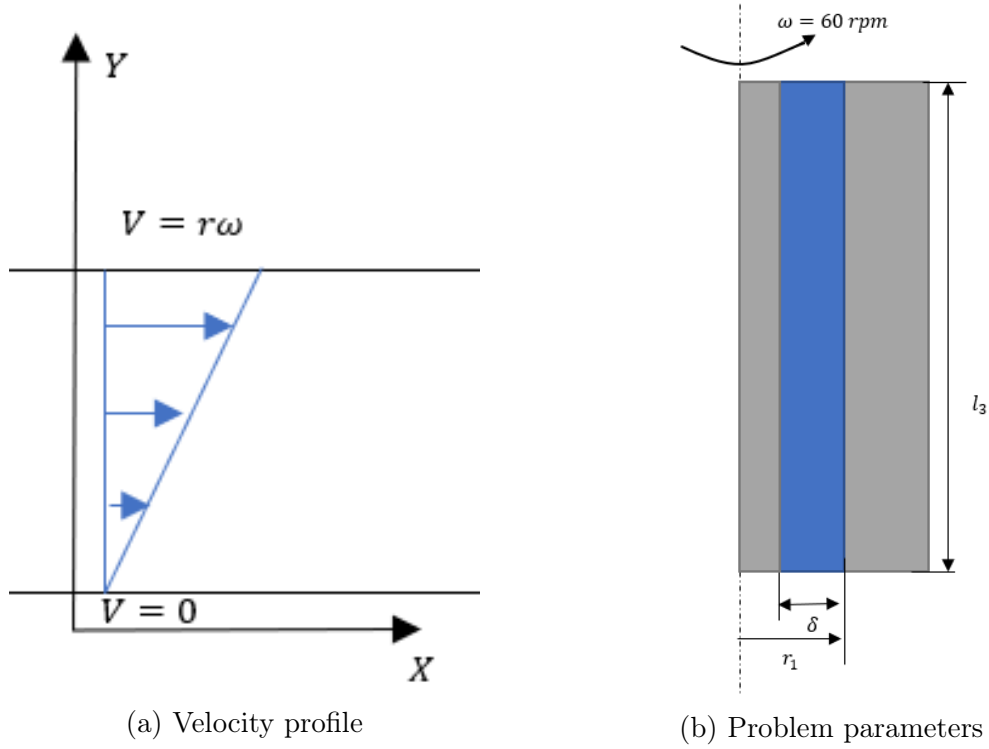 Y
V = rω
V = 0
X
(a) Velocity profile
ω = 60 rpm
l₃
δ
r₁
(b) Problem parameters